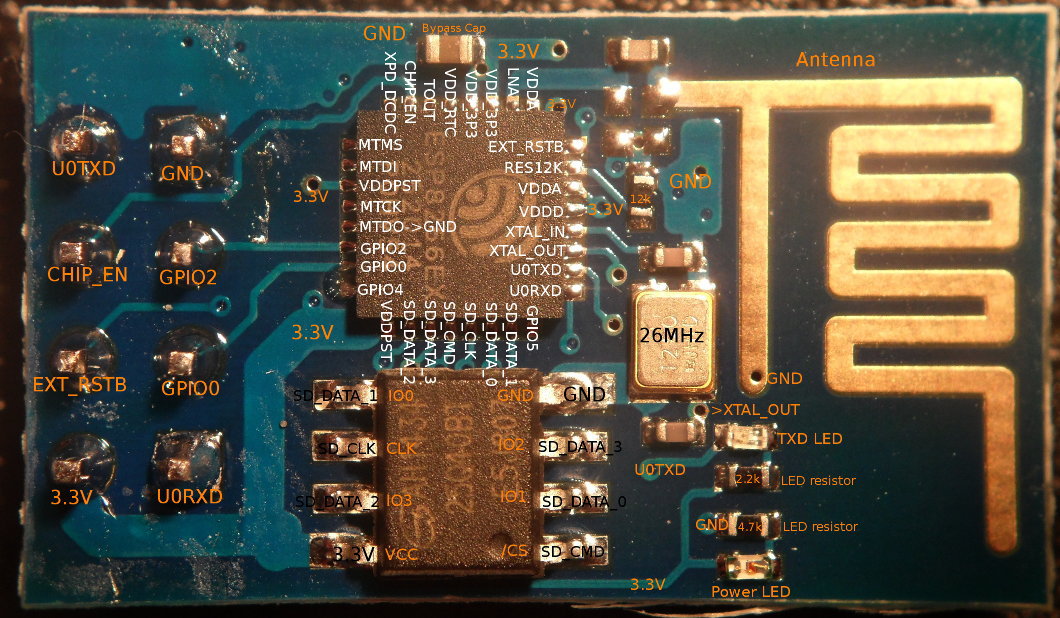 GND
Bypass Cap
3.3V
Antenna
XPD_DCDC
CHIP_EN
TOUT
VDD_RTC
VDD3P3
VDD3P3
LNA
VDDA
MTMS
MTDI
VDDPST
MTCK
MTDO >GND
GPIO2
GPIO0
GPIO4
EXT_RSTB
RES12K
VDDA
VDDD
XTAL_IN
XTAL_OUT
U0TXD
U0RXD
VDDPST
SD_DATA_2
SD_DATA_3
SD_CMD
SD_CLK
SD_DATA_0
SD_DATA_1
GPIO5
U0TXD
GND
3.3V
CHIP_EN
GPIO2
3.3V
EXT_RSTB
GPIO0
3.3V
U0RXD
GND
12k
3.3V
26MHz
GND
>XTAL_OUT
SD_DATA_1 IO0
GND GND
SD_CLK CLK
IO2 SD_DATA_3
SD_DATA_2 IO3
IO1 SD_DATA_0
3.3V VCC
/CS SD_CMD
TXD LED
U0TXD
2.2k LED resistor
GND 4.7k LED resistor
3.3V
Power LED